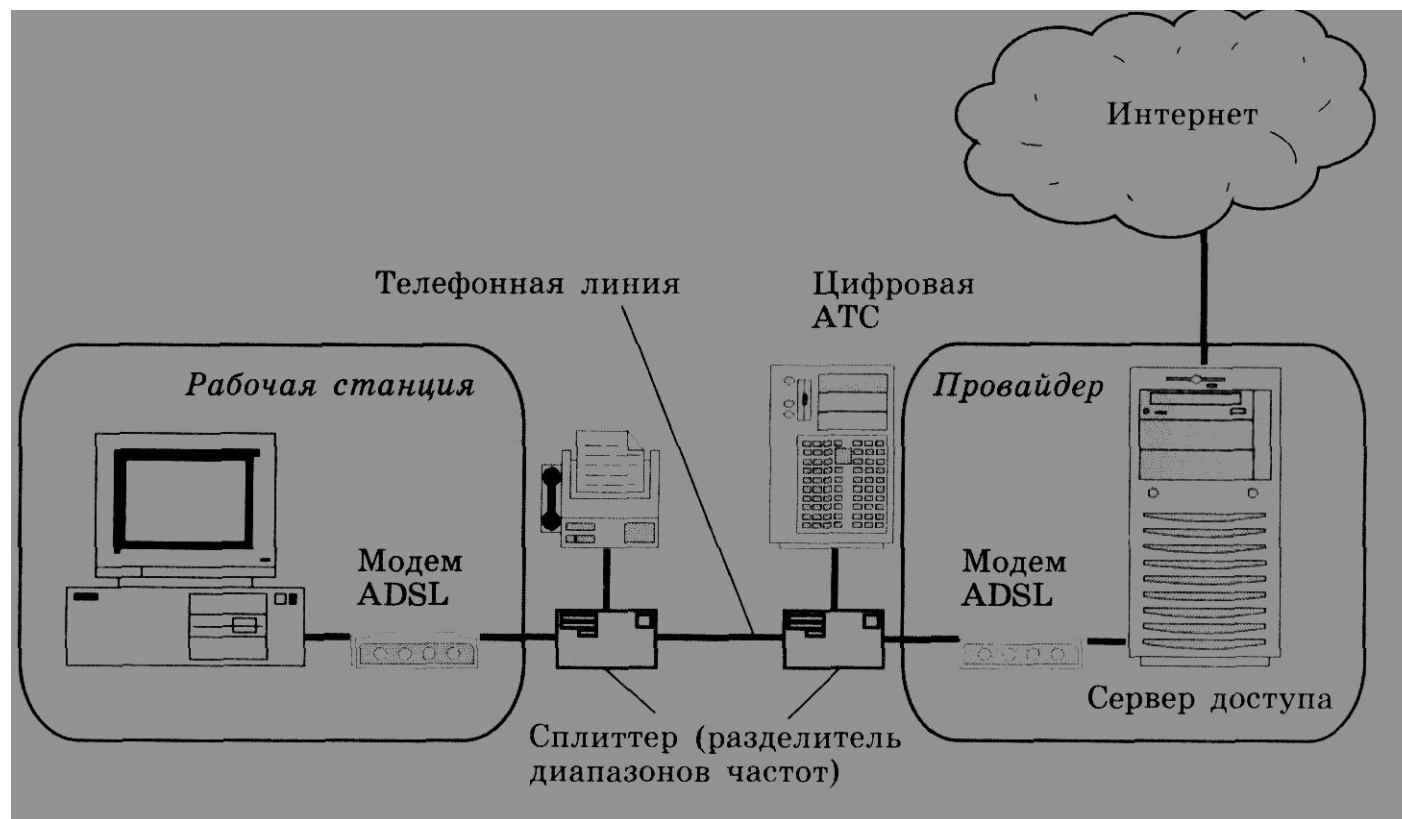 Интернет
Телефонная линия
Цифровая
АТС
Рабочая станция
Провайдер
Модем
ADSL
Модем
ADSL
Сервер доступа
Сплиттер (разделитель
диапазонов частот)